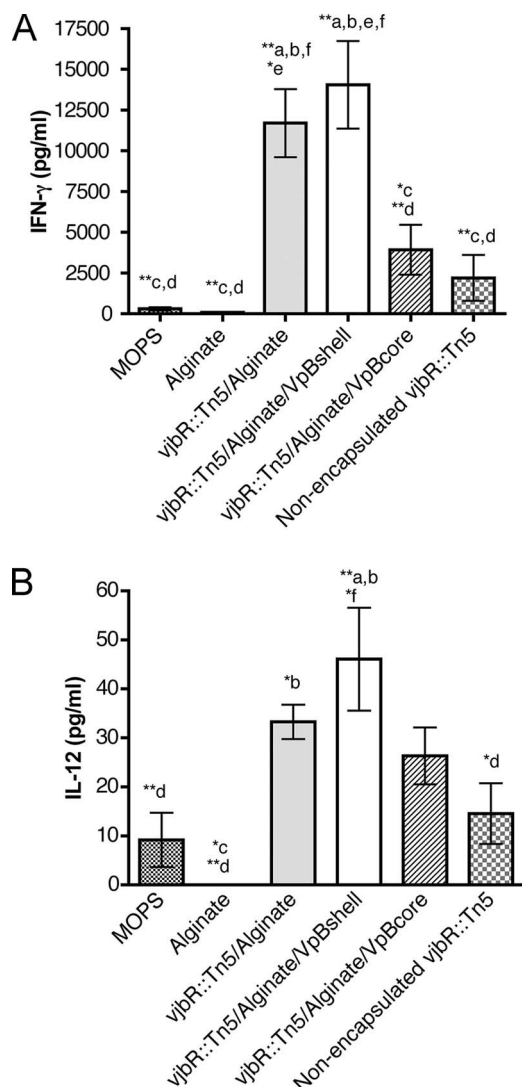 A
IFN-γ (pg/ml)
17500
15000
12500
10000
7500
5000
2500
0
**c,d
**c,d
**a,b,f
*e
**a,b,e,f
*c
**d
**c,d
MOPS
Alginate
vjbR::Tn5/Alginate
vjbR::Tn5/Alginate/VpBshell
vjbR::Tn5/Alginate/VpBcore
Non-encapsulated vjbR::Tn5
B
IL-12 (pg/ml)
60
50
40
30
20
10
0
**d
*c
**d
*b
**a,b
*f
*d
MOPS
Alginate
vjbR::Tn5/Alginate
vjbR::Tn5/Alginate/VpBshell
vjbR::Tn5/Alginate/VpBcore
Non-encapsulated vjbR::Tn5